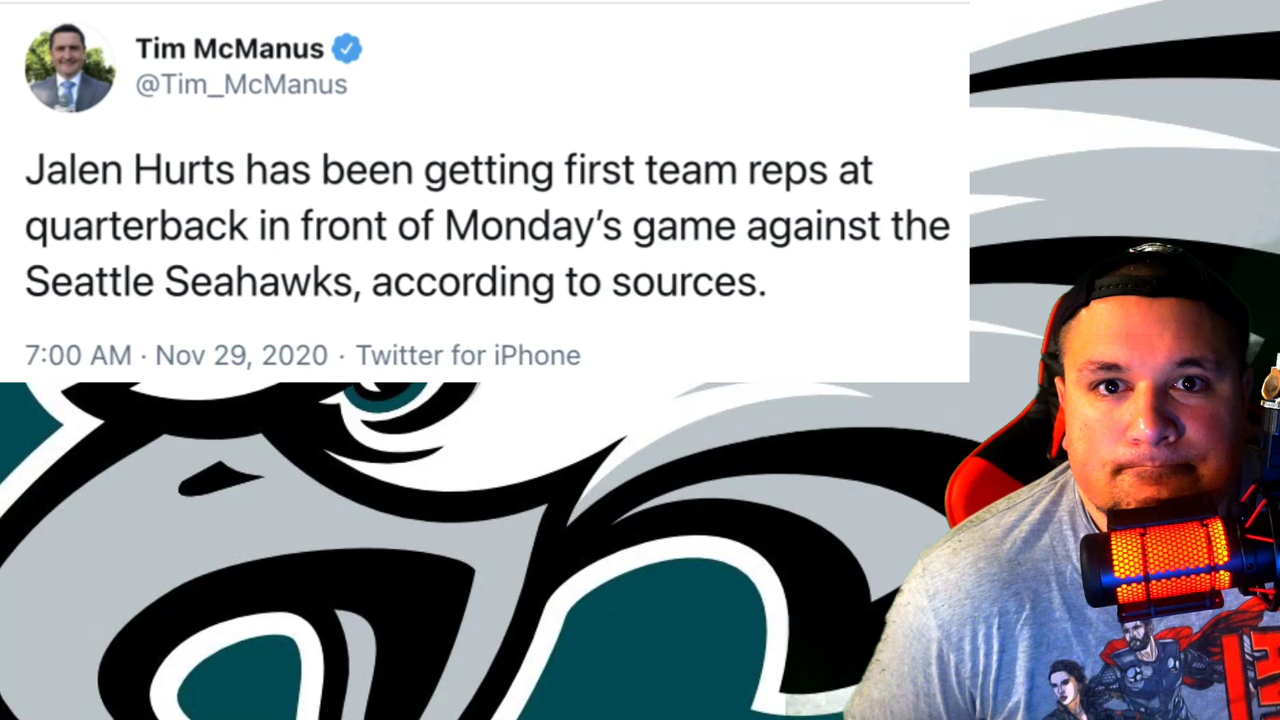 Tim McManus
@Tim_McManus
Jalen Hurts has been getting first team reps at
quarterback in front of Monday’s game against the
Seattle Seahawks, according to sources.
7:00 AM · Nov 29, 2020 · Twitter for iPhone